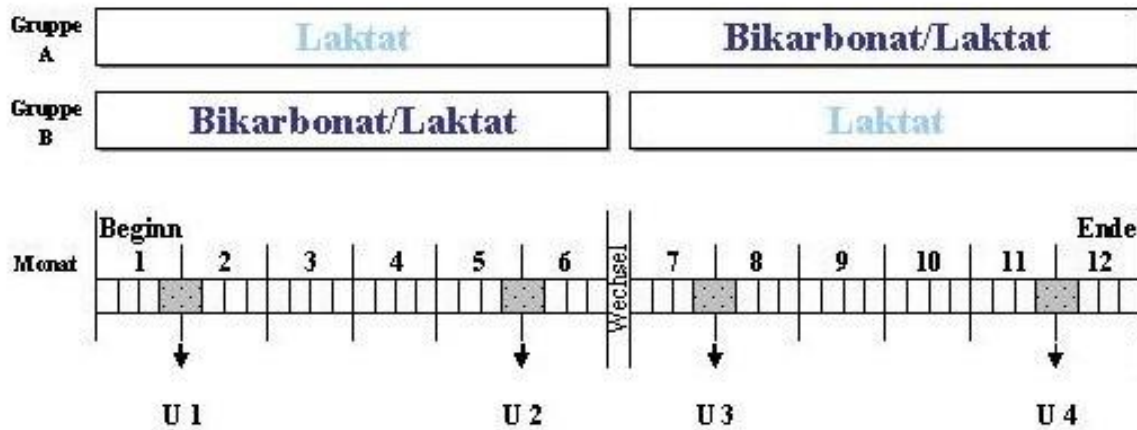 Gruppe
A
Laktat
Bikarbonat/Laktat
Gruppe
B
Bikarbonat/Laktat
Laktat
Beginn
Ende
Monat
1 2 3 4 5 6
Wechsel
7 8 9 10 11 12
U 1
U 2
U 3
U 4